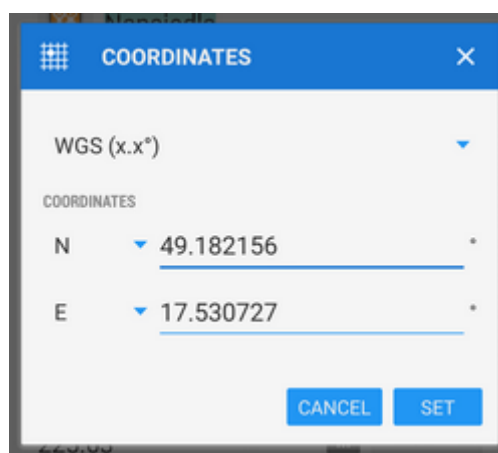 COORDINATES
WGS (x.x°)
COORDINATES
N 49.182156 °
E 17.530727 °
CANCEL SET